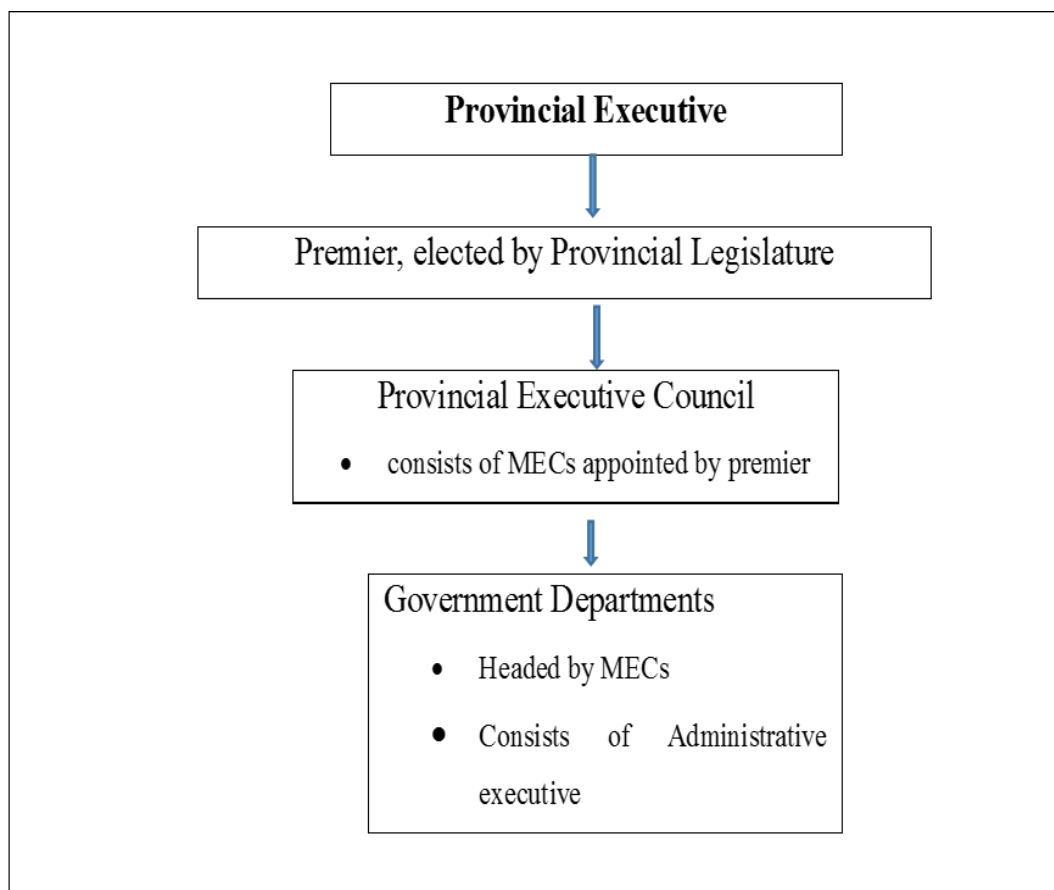 Provincial Executive
Premier, elected by Provincial Legislature
Provincial Executive Council
• consists of MECs appointed by premier
Government Departments
• Headed by MECs
• Consists of Administrative
executive